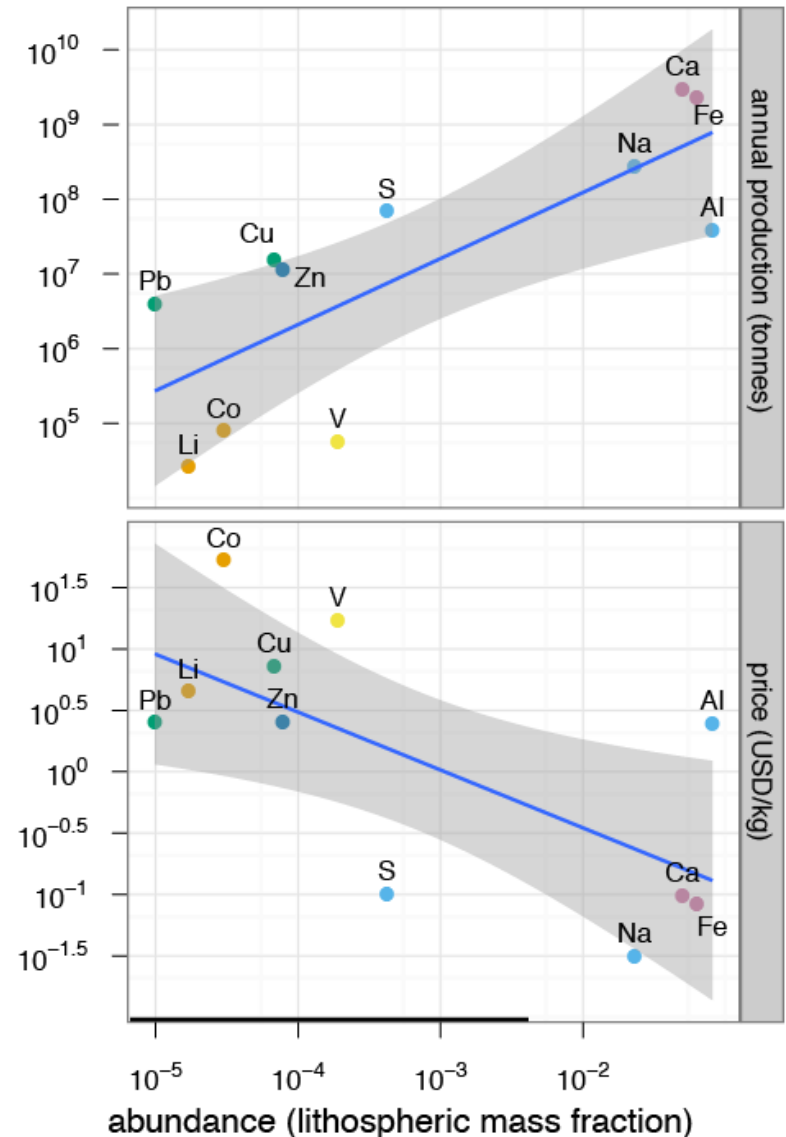 10^10
10^9
10^8
10^7
10^6
10^5
Ca
Fe
Na
Al
S
Cu
Zn
Pb
Co
V
Li
annual production (tonnes)
10^1.5
10^1
10^0.5
10^0
10^−0.5
10^−1
10^−1.5
Co
V
Cu
Li
Pb
Zn
Al
S
Ca
Fe
Na
price (USD/kg)
10^−5 10^−4 10^−3 10^−2
abundance (lithospheric mass fraction)